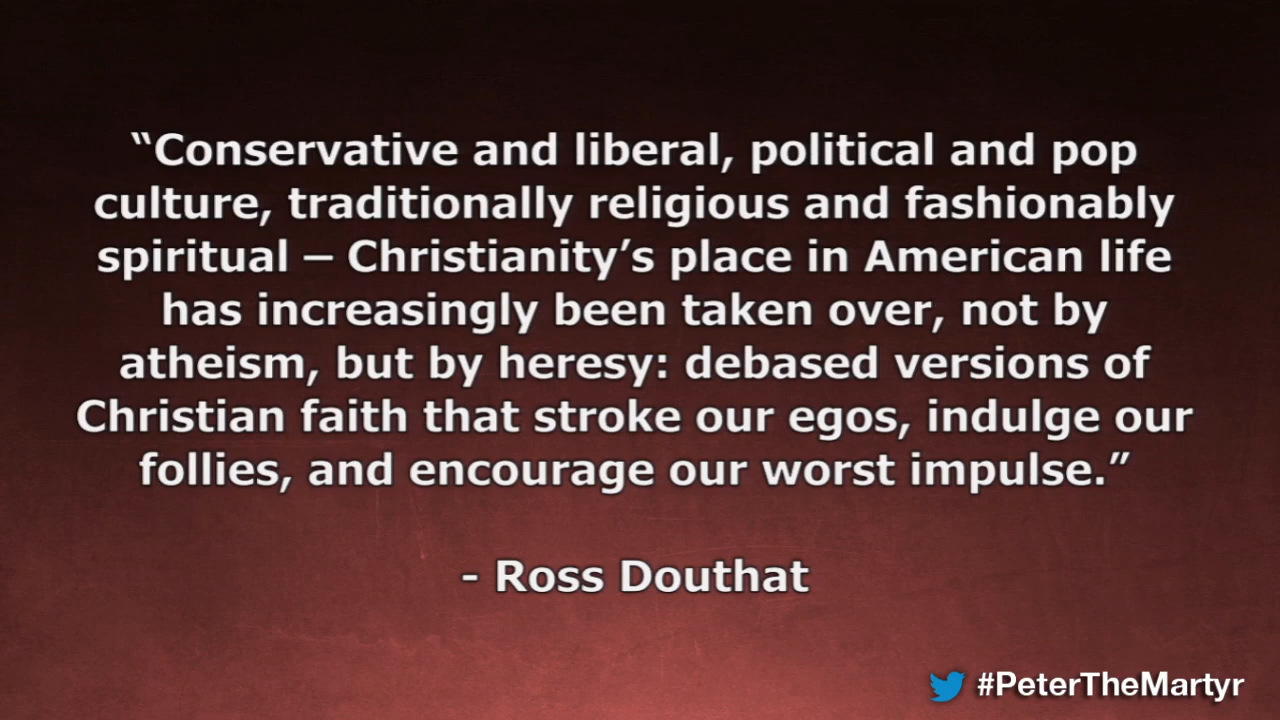 “Conservative and liberal, political and pop
culture, traditionally religious and fashionably
spiritual – Christianity’s place in American life
has increasingly been taken over, not by
atheism, but by heresy: debased versions of
Christian faith that stroke our egos, indulge our
follies, and encourage our worst impulse.”
- Ross Douthat
#PeterTheMartyr